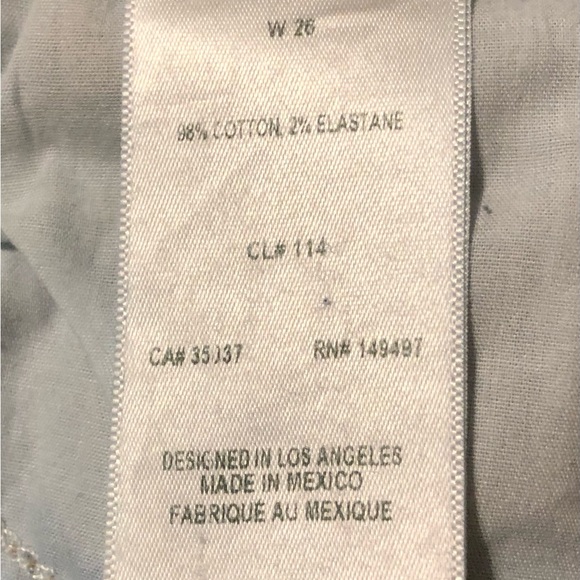 W 26
98% COTTON, 2% ELASTANE
CL# 114
CA# 35037 RN# 149497
DESIGNED IN LOS ANGELES
MADE IN MEXICO
FABRIQUE AU MEXIQUE